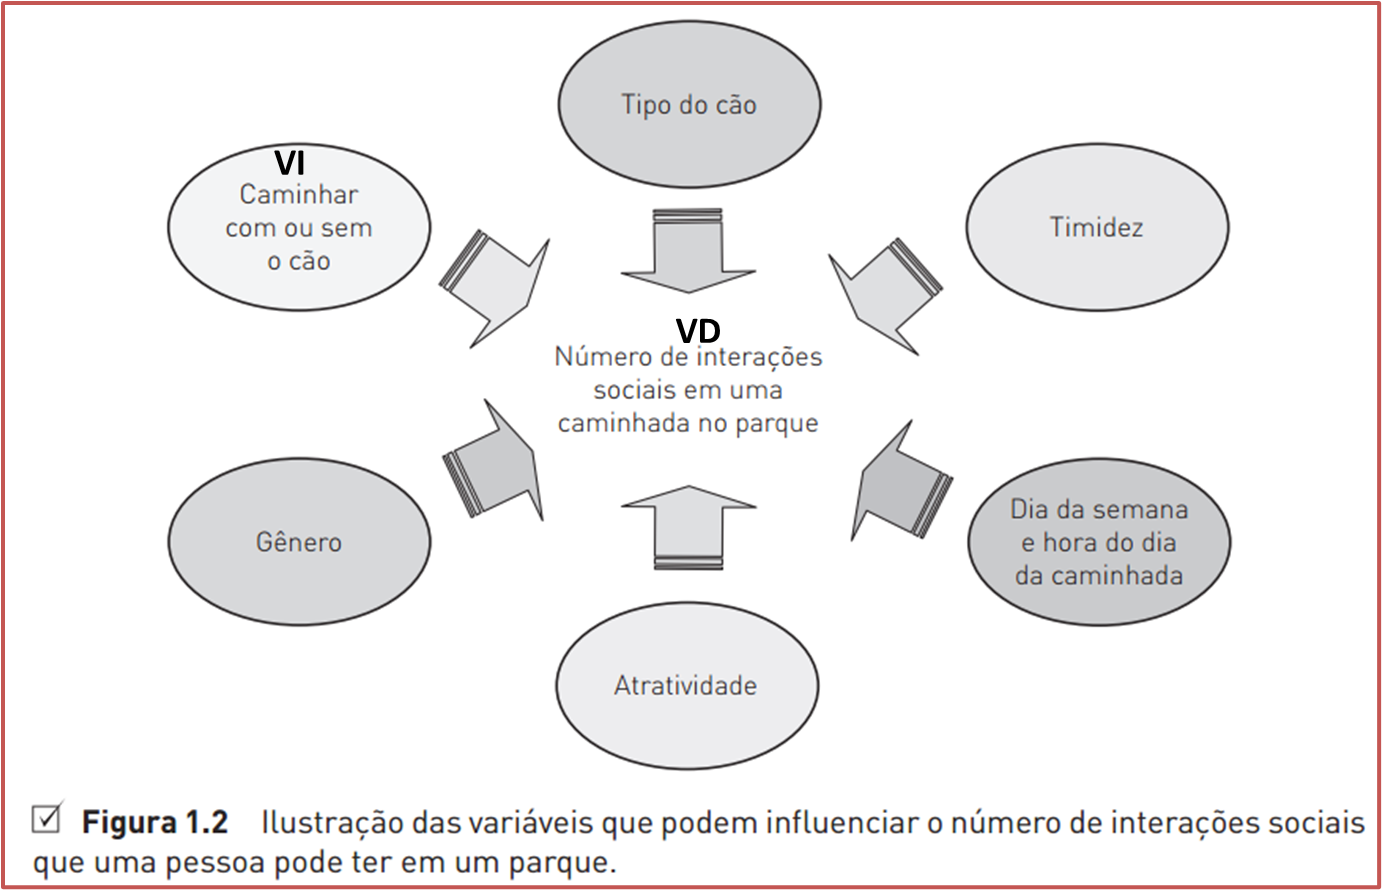 Tipo do cão
VI
Caminhar
com ou sem
o cão
Timidez
VD
Número de interações
sociais em uma
caminhada no parque
Gênero
Dia da semana
e hora do dia
da caminhada
Atratividade
Figura 1.2 Ilustração das variáveis que podem influenciar o número de interações sociais
que uma pessoa pode ter em um parque.